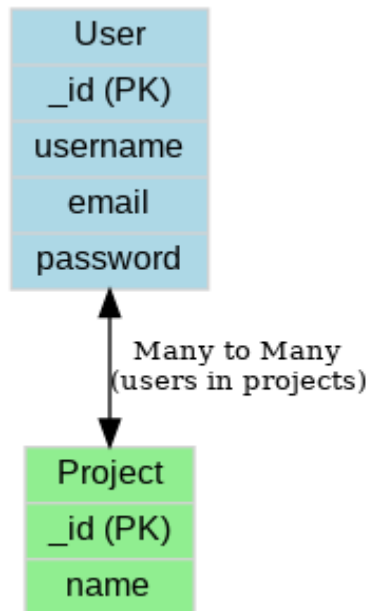 User
_id (PK)
username
email
password
Many to Many
(users in projects)
Project
_id (PK)
name